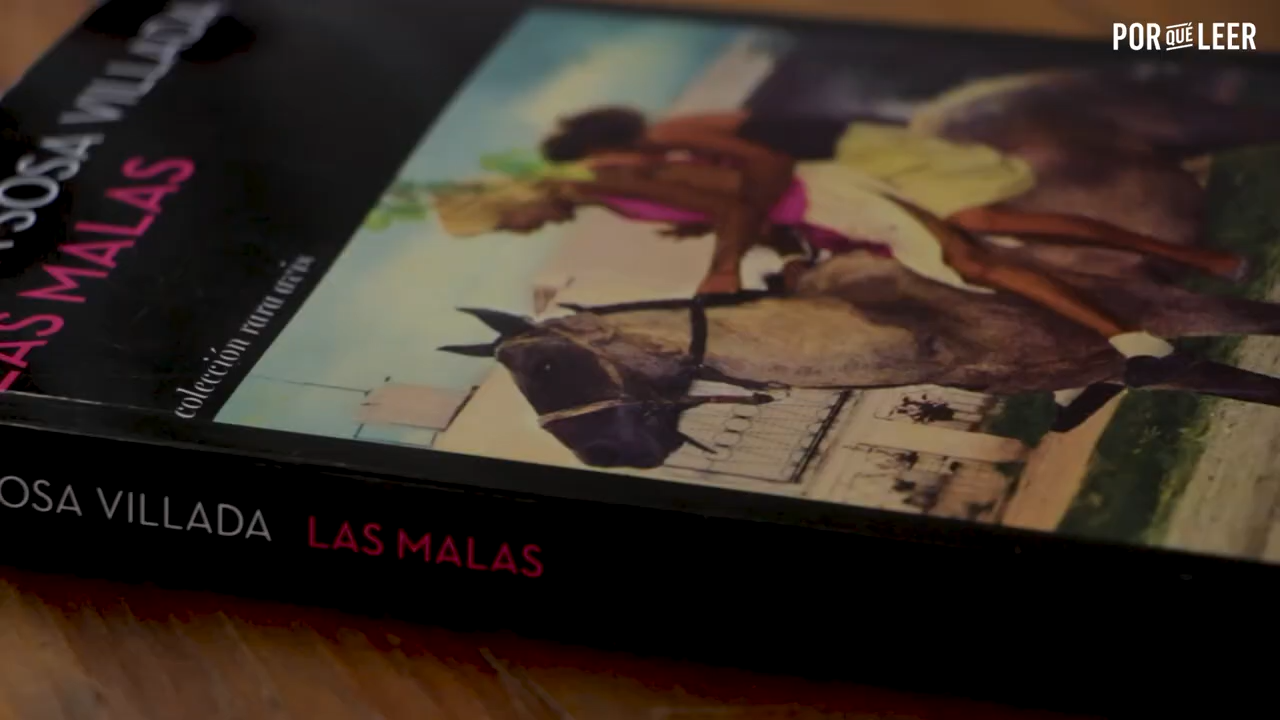 POR QUÉ LEER
SOSA VILLADA
LAS MALAS
colección rara avis
OSA VILLADA LAS MALAS